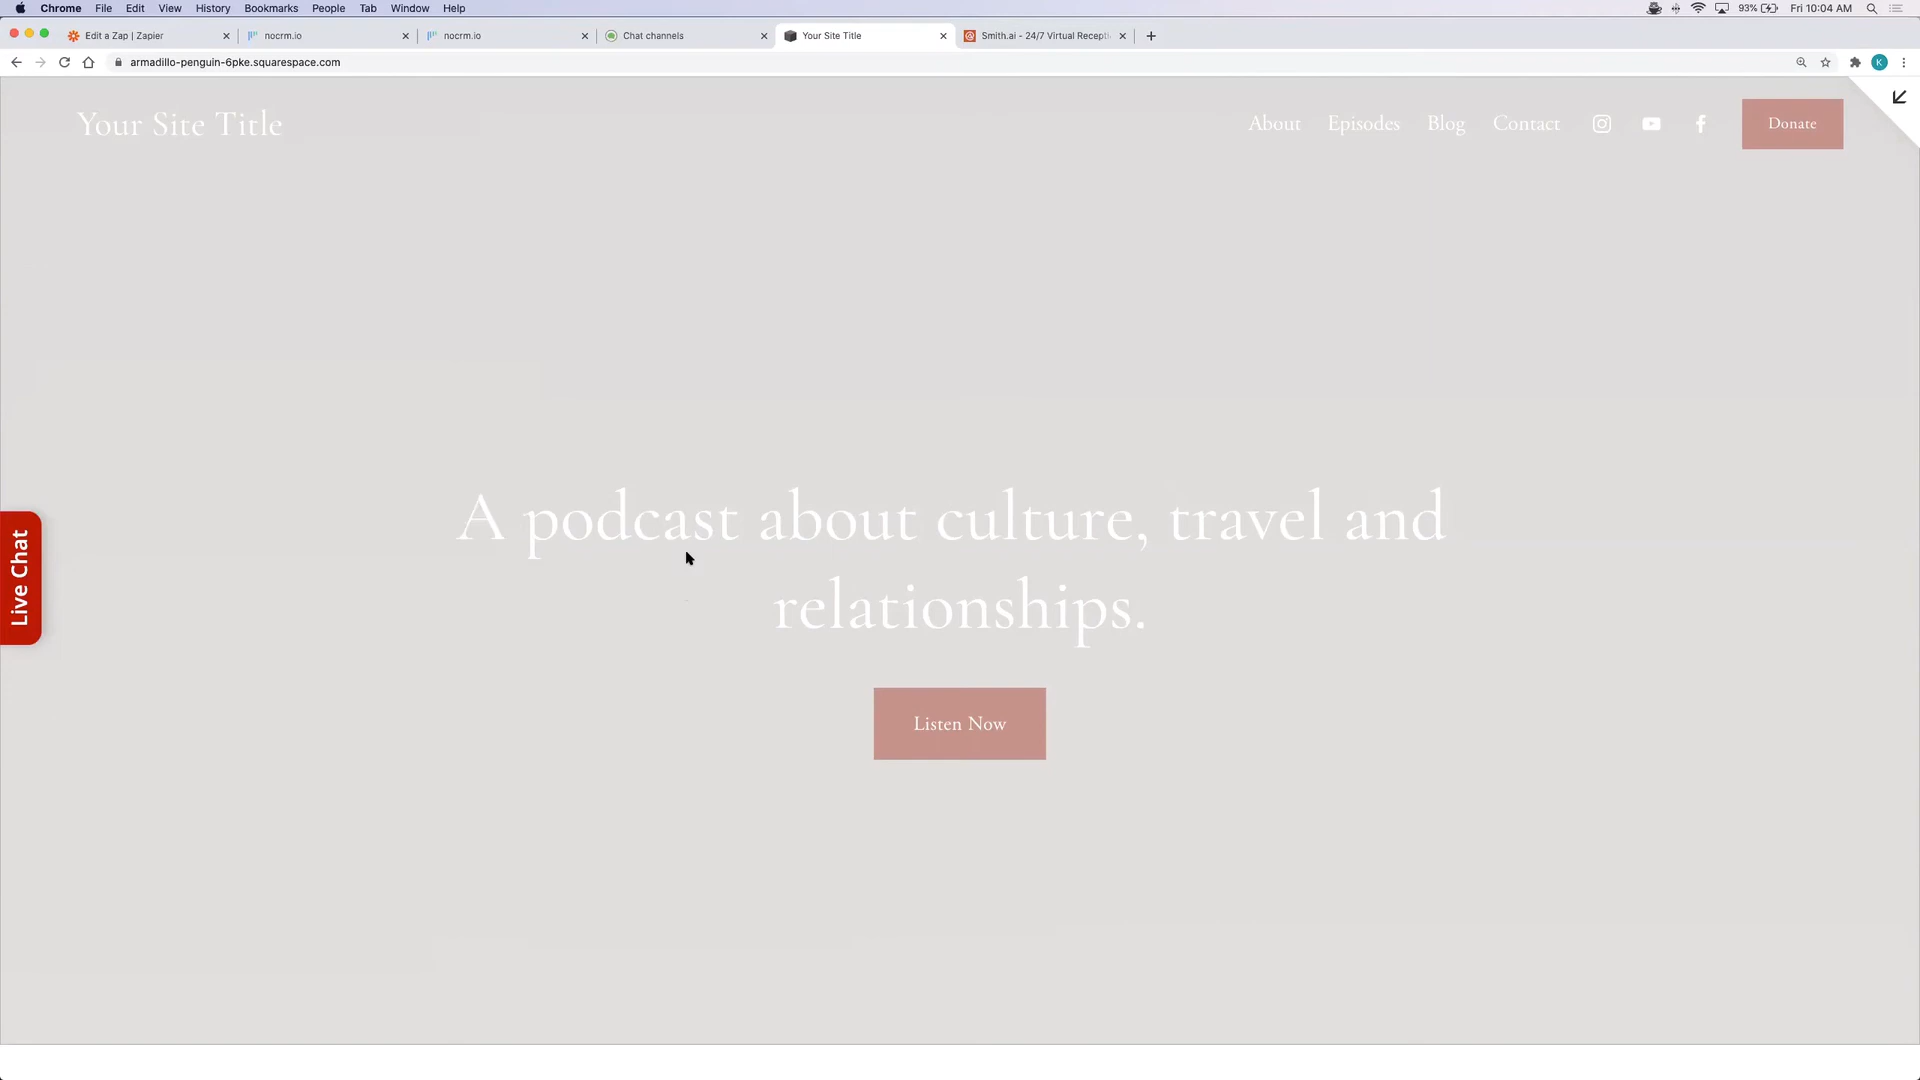 Chrome File Edit View History Bookmarks People Tab Window Help 93% Fri 10:04 AM
Edit a Zap | Zapier nocrm.io nocrm.io Chat channels Your Site Title Smith.ai - 24/7 Virtual Recepti
armadillo-penguin-6pke.squarespace.com K
Your Site Title About Episodes Blog Contact Donate
A podcast about culture, travel and
relationships.
Live Chat
Listen Now